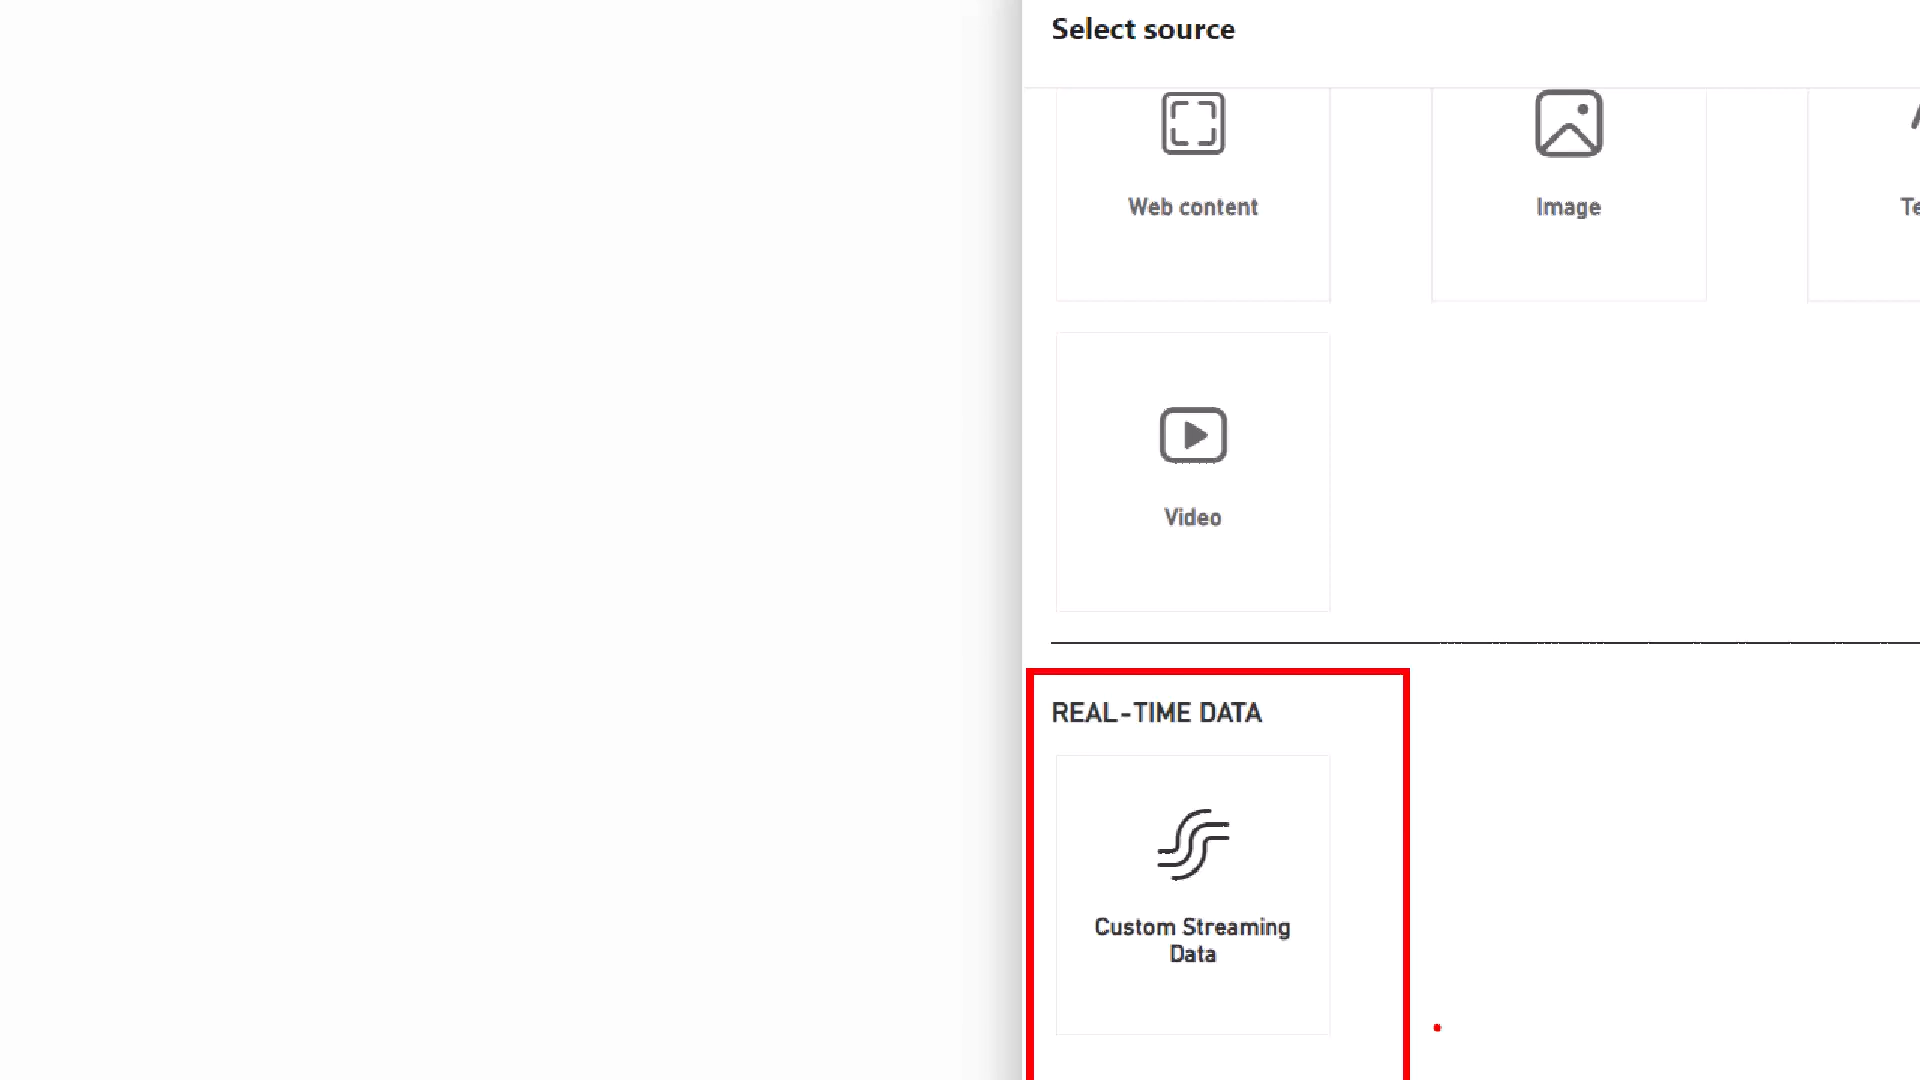 Select source
Web content
Image
Video
REAL-TIME DATA
Custom Streaming
Data